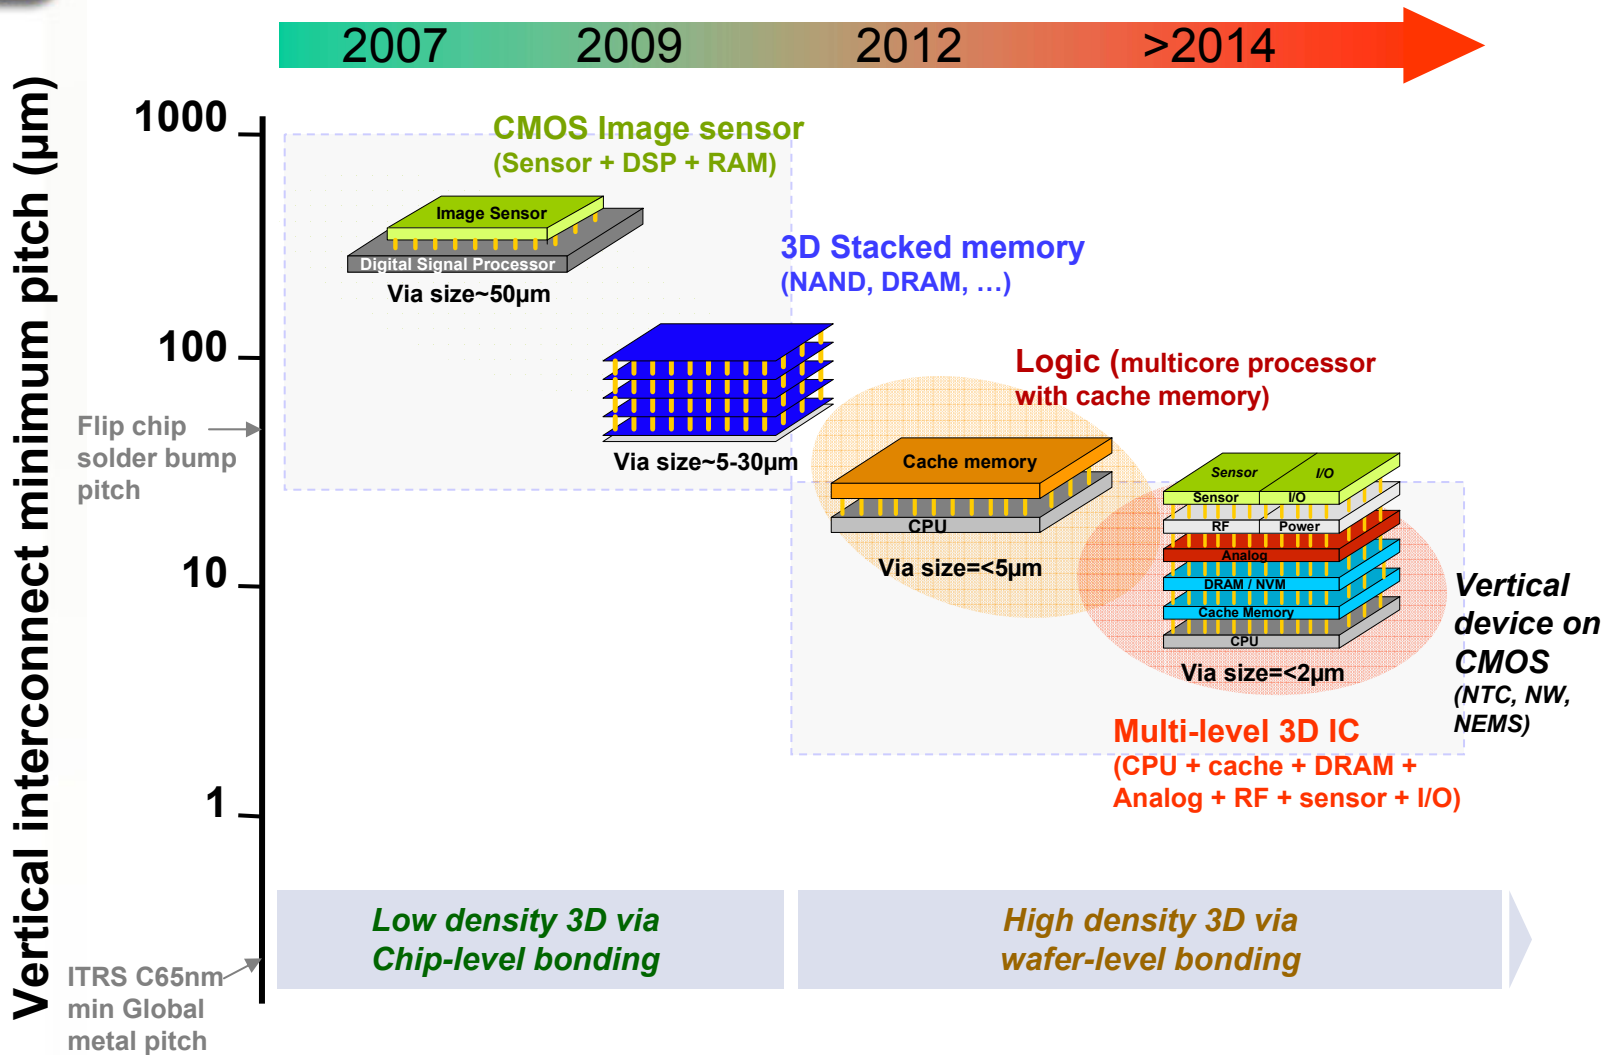 2007 2009 2012 >2014
Vertical interconnect minimum pitch (µm)
1000
100
10
1
Flip chip
solder bump
pitch
ITRS C65nm
min Global
metal pitch
CMOS Image sensor
(Sensor + DSP + RAM)
Image Sensor
Digital Signal Processor
Via size~50µm
3D Stacked memory
(NAND, DRAM, …)
Via size~5-30µm
Logic (multicore processor
with cache memory)
Cache memory
CPU
Via size=<5µm
Sensor I/O
Sensor I/O
RF Power
Analog
DRAM / NVM
Cache Memory
CPU
Via size=<2µm
Vertical
device on
CMOS
(NTC, NW,
NEMS)
Multi-level 3D IC
(CPU + cache + DRAM +
Analog + RF + sensor + I/O)
Low density 3D via
Chip-level bonding
High density 3D via
wafer-level bonding